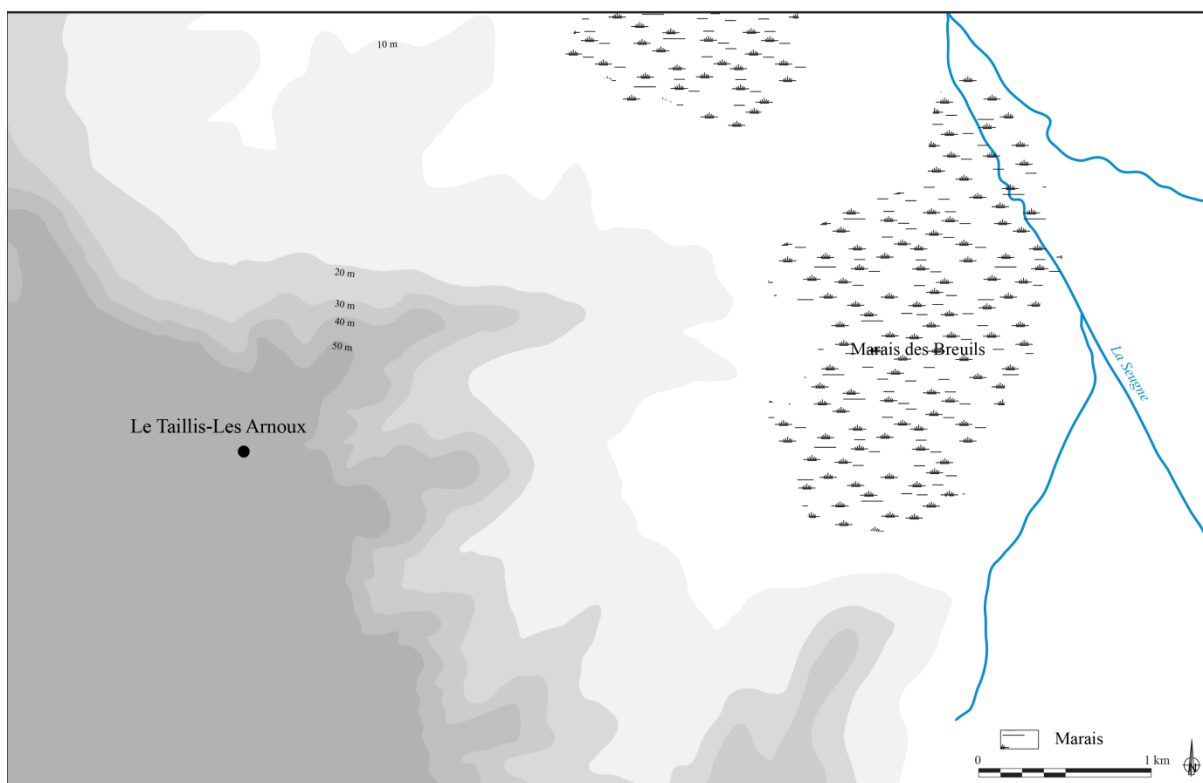 10 m
20 m
30 m
40 m
50 m
Marais des Breuils
La Seugne
Le Taillis-Les Arnoux
Marais
0 1 km
N